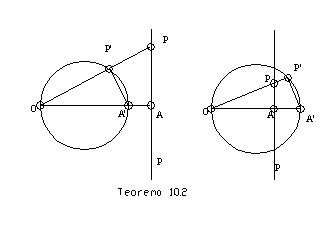 P' P
O A' A
P
P P'
O A A'
P
Teorema 10.2